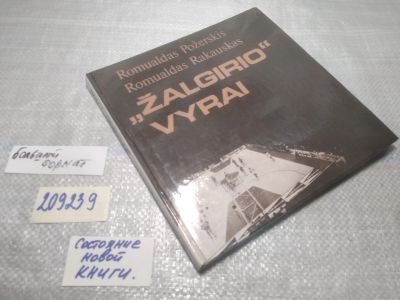 Romualdas Požerskis
Romualdas Rakauskas
„ŽALGIRIO“
VYRAI
большой
формат
209239
Состояние
новой
книги.